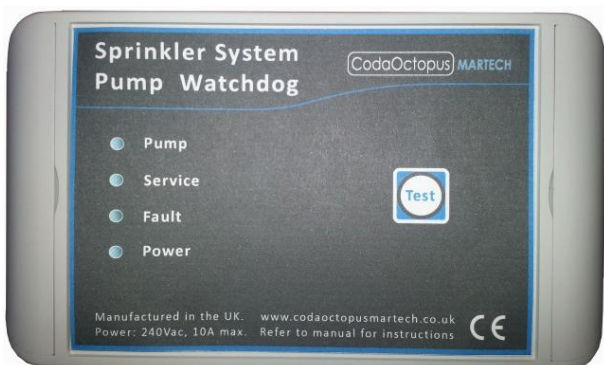 Sprinkler System
Pump Watchdog
CodaOctopus MARTECH
Pump
Service
Fault
Power
Test
Manufactured in the UK. www.codaoctopusmartech.co.uk
Power: 240Vac, 10A max. Refer to manual for instructions
CE